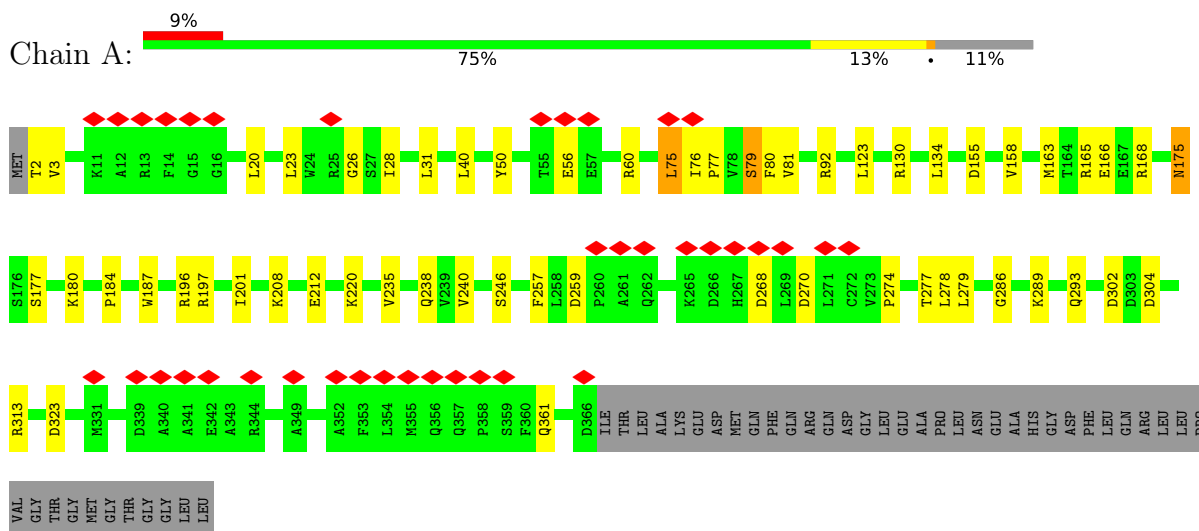 9%
Chain A:
75% 13% • 11%
MET T2 V3 K11 A12 R13 F14 G15 G16 L20 L23 W24 R25 G26 S27 I28 L31 L40 Y50 T55 E56 E57 R60 L75 I76 P77 V78 S79 F80 V81 R92 L123 R130 L134 D155 V158 M163 T164 R165 E166 E167 R168 N175
S176 S177 K180 P184 W187 R196 R197 I201 K208 E212 K220 V235 Q238 V239 V240 S246 F257 L258 D259 P260 A261 Q262 K265 D266 H267 D268 L269 D270 L271 C272 V273 P274 T277 L278 L279 G286 K289 Q293 D302 D303 D304
R313 D323 M331 D339 A340 A341 E342 A343 R344 A349 A352 F353 L354 M355 Q356 Q357 P358 S359 F360 Q361 D366 ILE THR LEU ALA LYS GLU ASP MET GLN PHE GLN ARG GLN ASP GLY LEU GLU ALA PRO LEU ASN GLU ALA HIS GLY ASP PHE LEU GLN ARG LEU LEU PRO
VAL GLY THR GLY MET GLY THR GLY GLY LEU LEU